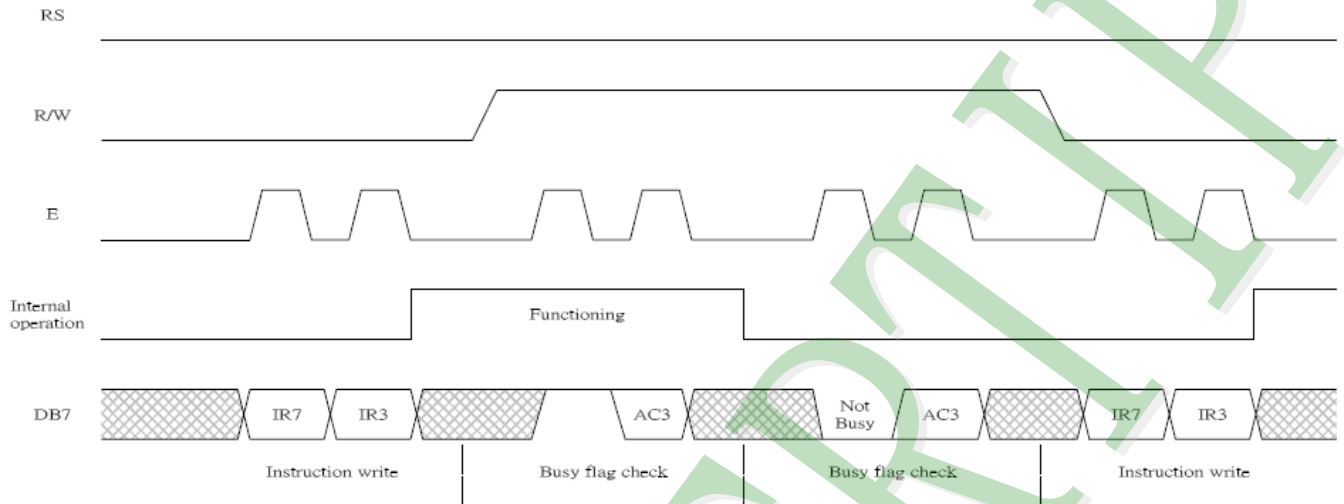 RS
R/W
E
Internal
operation
Functioning
DB7
IR7
IR3
AC3
Not
Busy
AC3
IR7
IR3
Instruction write
Busy flag check
Busy flag check
Instruction write